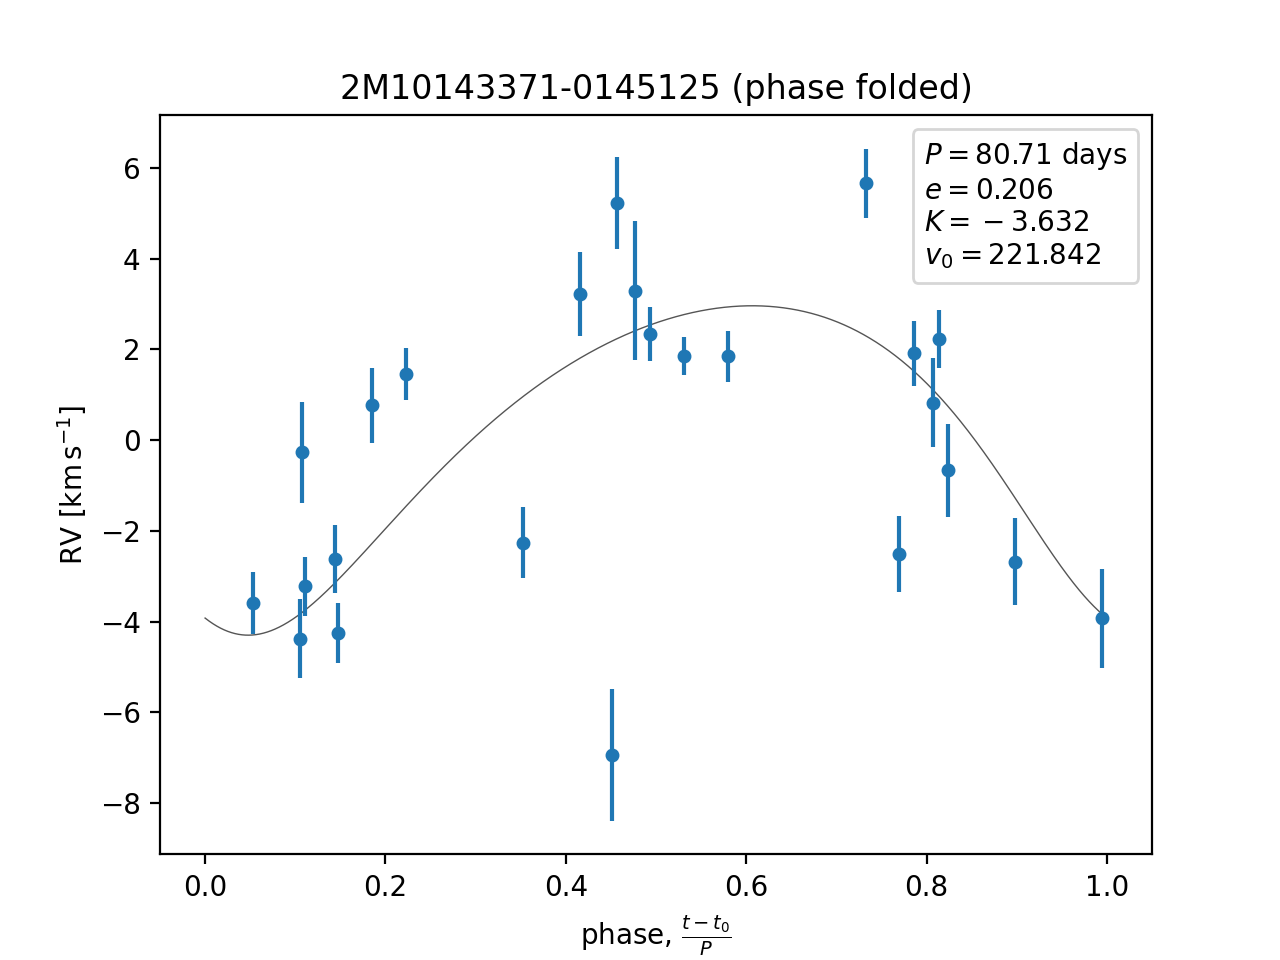 2M10143371-0145125 (phase folded)
P = 80.71 days
e = 0.206
K = −3.632
v₀ = 221.842
6
4
2
0
−2
−4
−6
−8
RV [km s⁻¹]
0.0 0.2 0.4 0.6 0.8 1.0
phase, (t − t₀)/P